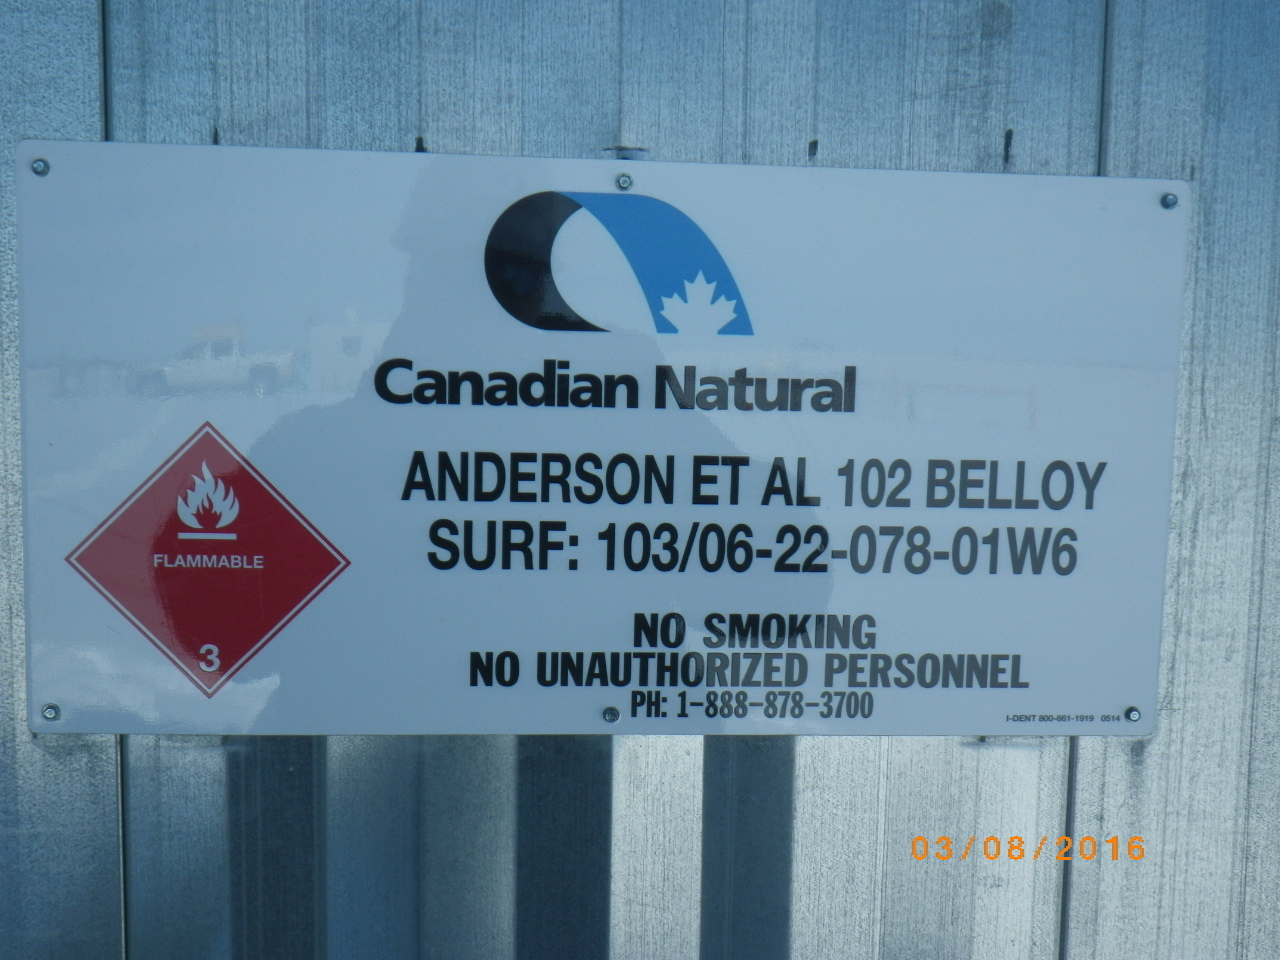 Canadian Natural
ANDERSON ET AL 102 BELLOY
SURF: 103/06-22-078-01W6
FLAMMABLE
3
NO SMOKING
NO UNAUTHORIZED PERSONNEL
PH: 1-888-878-3700
I-DENT 800-661-1919 0514
03/08/2016